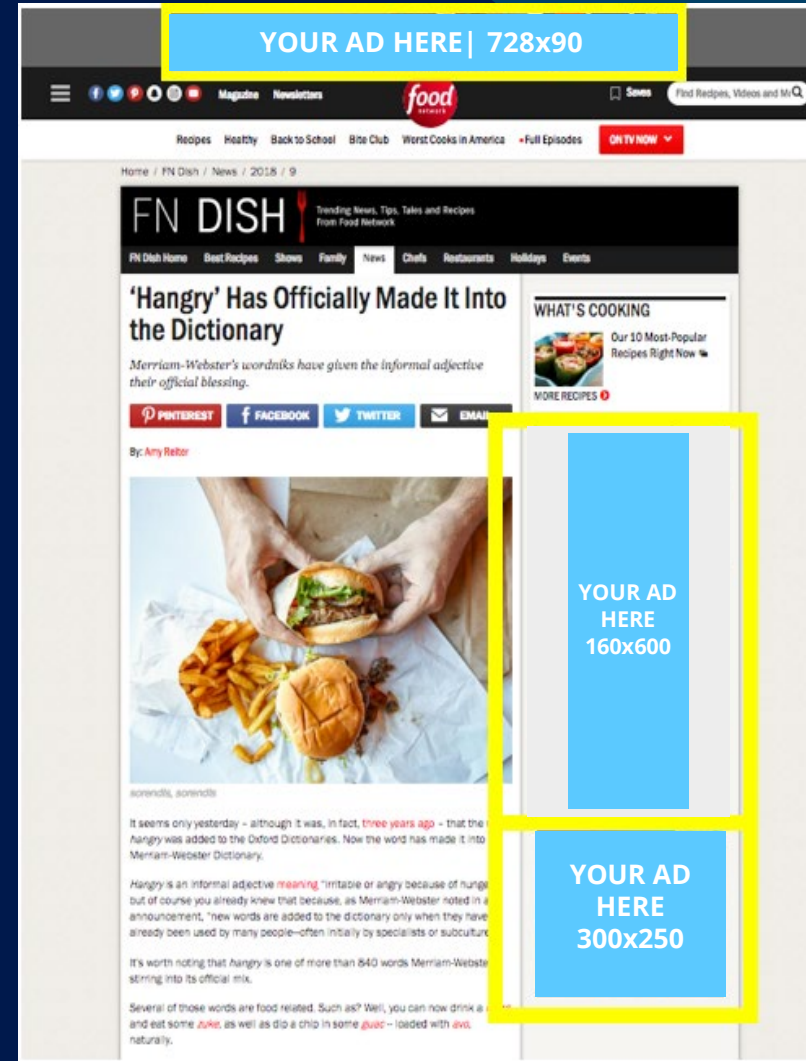 YOUR AD HERE| 728x90
Magazine Newsletters
food
network
Saves
Find Recipes, Videos and
Recipes Healthy Back to School Bite Club Worst Cooks in America •Full Episodes ON TV NOW
Home / FN Dish / News / 2018 / 9
FN DISH
Trending News, Tips, Tales and Recipes
From Food Network
FN Dish Home Best Recipes Shows Family News Chefs Restaurants Holidays Events
‘Hangry’ Has Officially Made It Into
the Dictionary
Merriam-Webster's wordniks have given the informal adjective
their official blessing.
PINTEREST FACEBOOK TWITTER EMAIL
By: Amy Reiter
WHAT'S COOKING
Our 10 Most-Popular
Recipes Right Now
MORE RECIPES
YOUR AD
HERE
160x600
sorendls, sorendls
It seems only yesterday – although it was, in fact, three years ago – that the
hangry was added to the Oxford Dictionaries. Now the word has made it into
Merriam-Webster Dictionary.
Hangry is an informal adjective meaning "irritable or angry because of
but of course you already knew that because, as Merriam-Webster noted in
announcement, "new words are added to the dictionary only when they have
already been used by many people—often initially by specialists or
It's worth noting that hangry is one of more than 840 words
stirring into its official mix.
Several of those words are food related. Such as? Well, you can now drink a
and eat some zuke, as well as dip a chip in some guac – loaded with avo,
naturally.
YOUR AD
HERE
300x250